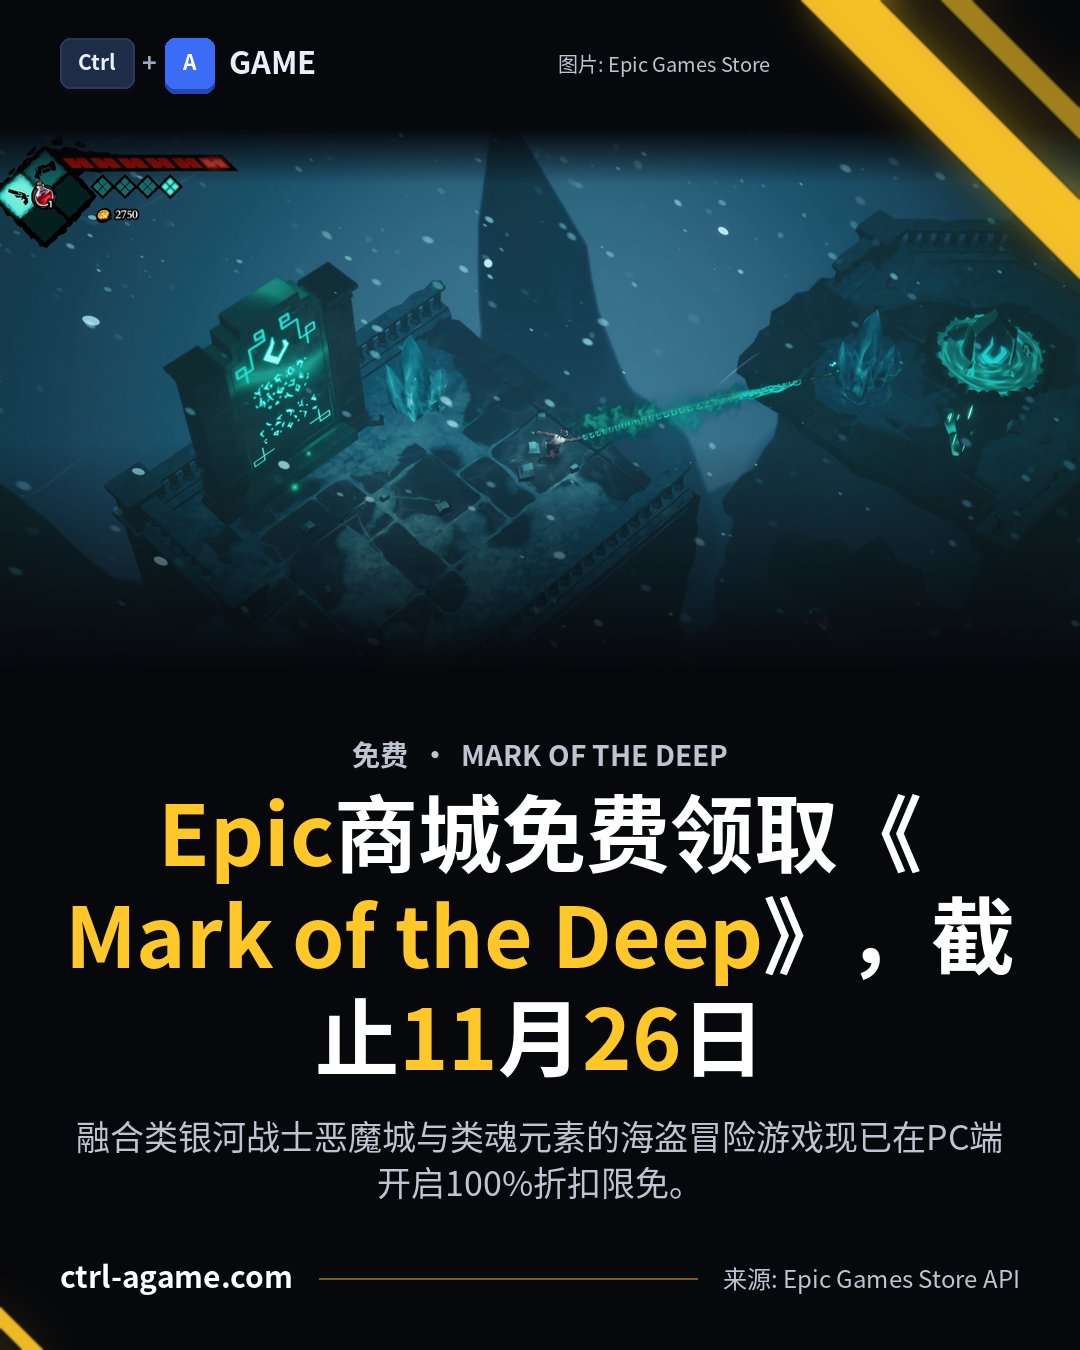 Ctrl + A GAME
图片: Epic Games Store
1
2750
免费 • MARK OF THE DEEP
Epic商城免费领取《
Mark of the Deep》，截
止11月26日
融合类银河战士恶魔城与类魂元素的海盗冒险游戏现已在PC端
开启100%折扣限免。
ctrl-agame.com
来源: Epic Games Store API